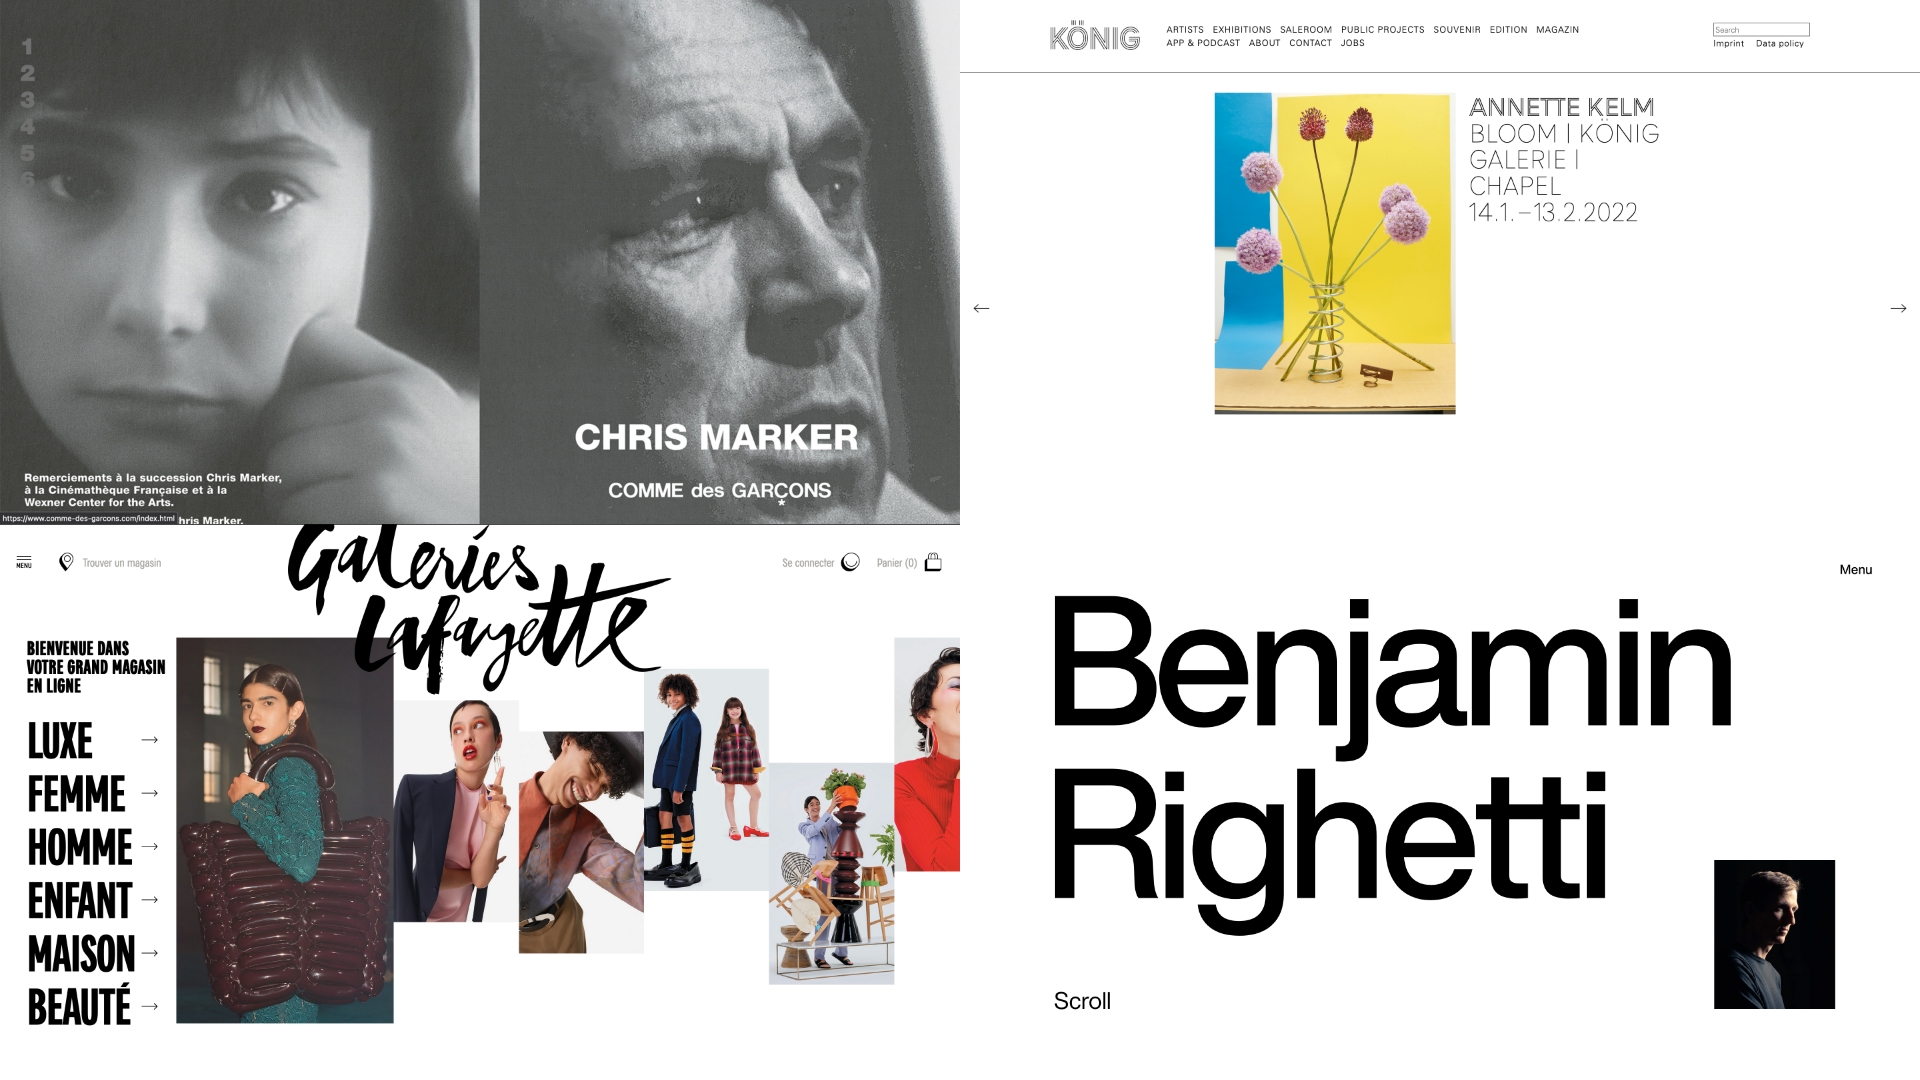 1
2
3
4
5
6
Remerciements à la succession Chris Marker,
à la Cinémathèque Française et à la
Wexner Center for the Arts.
https://www.comme-des-garcons.com/index.html
hris Marker,
CHRIS MARKER
COMME des GARÇONS
*
KÖNIG
ARTISTS EXHIBITIONS SALEROOM PUBLIC PROJECTS SOUVENIR EDITION MAGAZIN
APP & PODCAST ABOUT CONTACT JOBS
Search
Imprint Data policy
ANNETTE KELM
BLOOM | KÖNIG
GALERIE |
CHAPEL
14.1.–13.2.2022
←
→
MENU
Trouver un magasin
Galeries
Lafayette
Se connecter
Panier (0)
BIENVENUE DANS
VOTRE GRAND MAGASIN
EN LIGNE
LUXE →
FEMME →
HOMME →
ENFANT →
MAISON →
BEAUTÉ →
Menu
Benjamin
Righetti
Scroll